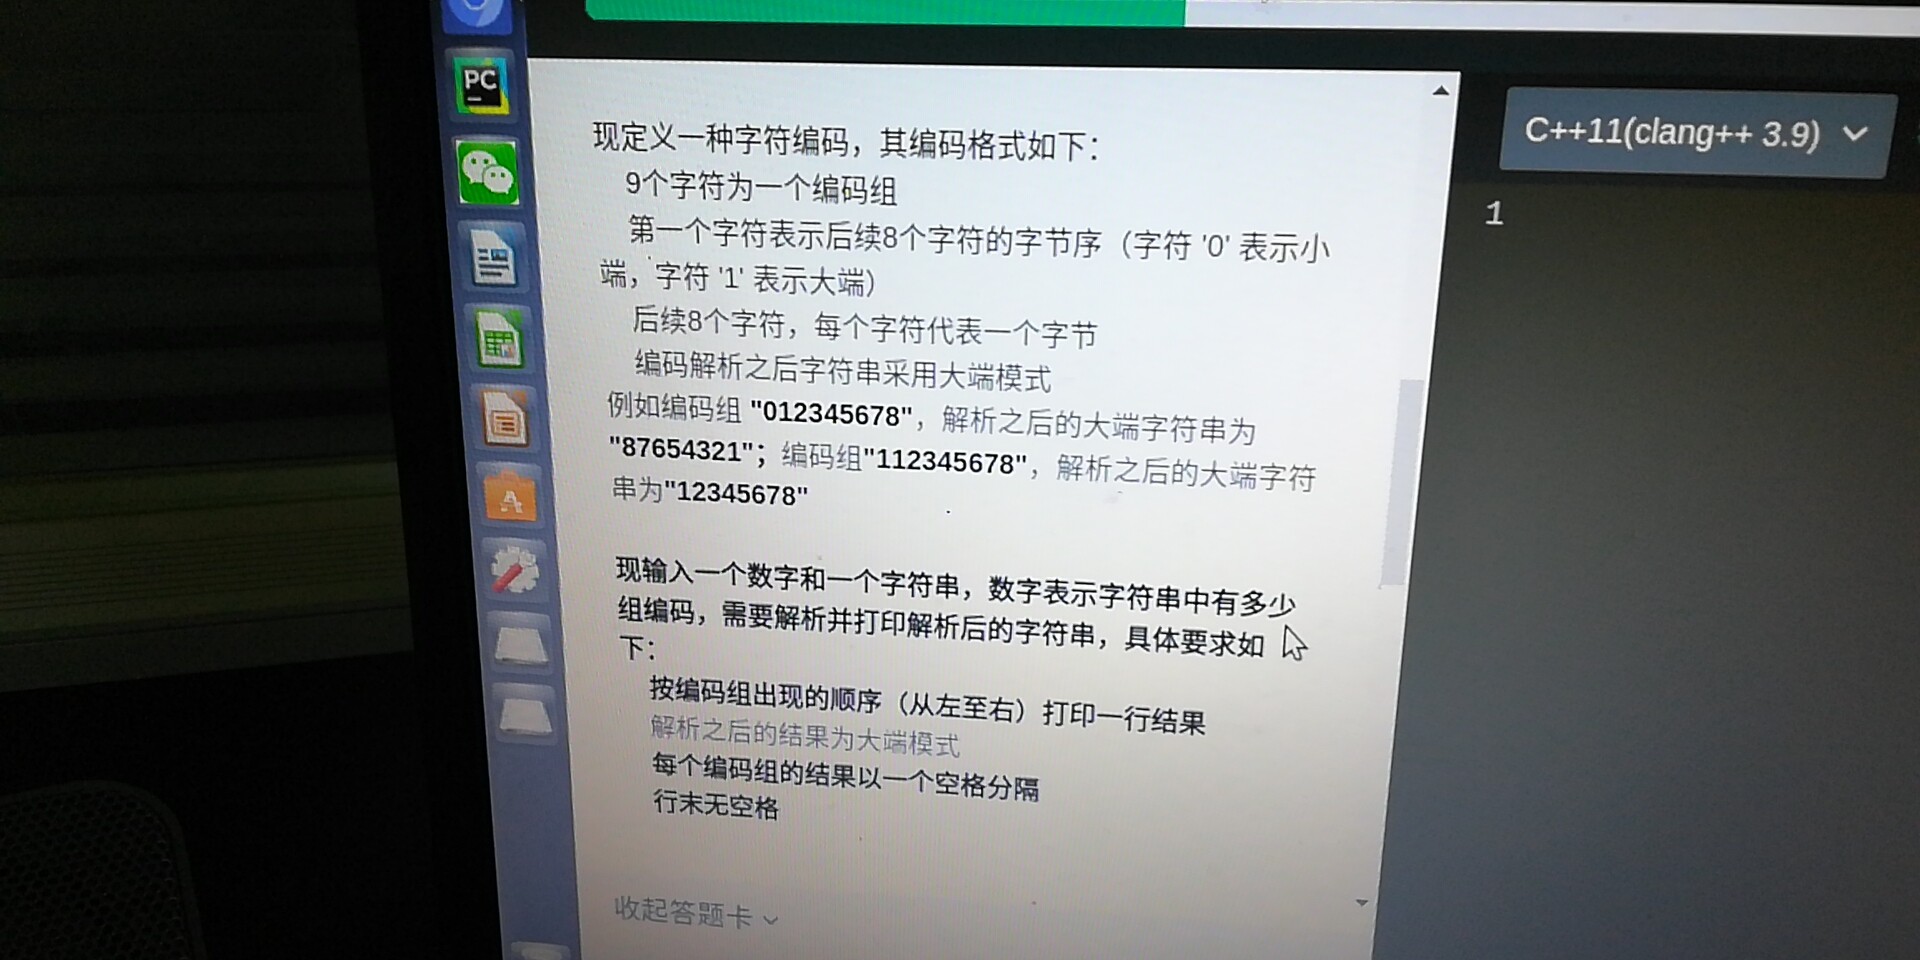 PC
C++11(clang++ 3.9)
1
现定义一种字符编码，其编码格式如下：
9个字符为一个编码组
第一个字符表示后续8个字符的字节序（字符 '0' 表示小
端，字符 '1' 表示大端）
后续8个字符，每个字符代表一个字节
编码解析之后字符串采用大端模式
例如编码组 "012345678"，解析之后的大端字符串为
"87654321"；编码组"112345678"，解析之后的大端字符
串为"12345678"
现输入一个数字和一个字符串，数字表示字符串中有多少
组编码，需要解析并打印解析后的字符串，具体要求如
下：
按编码组出现的顺序（从左至右）打印一行结果
解析之后的结果为大端模式
每个编码组的结果以一个空格分隔
行末无空格
收起答题卡